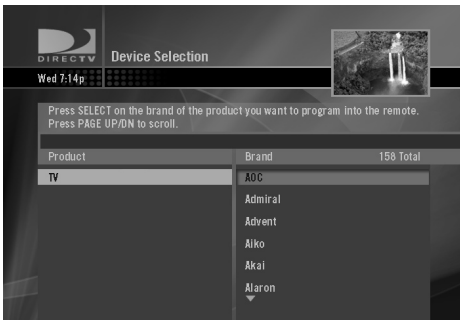 DIRECTV
Device Selection
Wed 7:14p
Press SELECT on the brand of the product you want to program into the remote.
Press PAGE UP/DN to scroll.
Product
Brand
158 Total
TV
AOC
Admiral
Advent
Aiko
Akai
Alaron